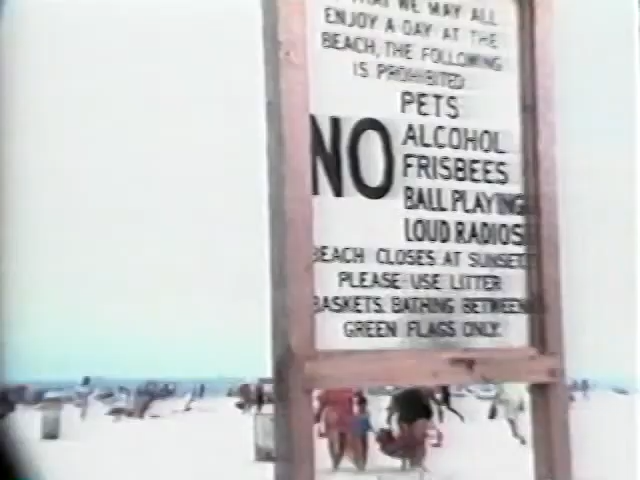 THAT WE MAY ALL
ENJOY A DAY AT THE
BEACH, THE FOLLOWING
IS PROHIBITED
PETS
NO ALCOHOL
FRISBEES
BALL PLAYING
LOUD RADIOS
BEACH CLOSES AT SUNSET
PLEASE USE LITTER
BASKETS. BATHING BETWEEN
GREEN FLAGS ONLY.